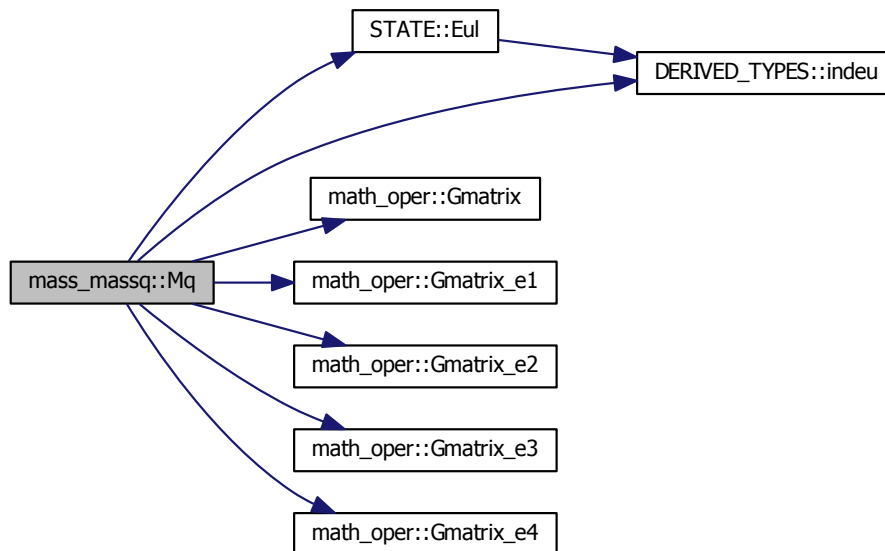 STATE::Eul
DERIVED_TYPES::indeu
math_oper::Gmatrix
mass_massq::Mq
math_oper::Gmatrix_e1
math_oper::Gmatrix_e2
math_oper::Gmatrix_e3
math_oper::Gmatrix_e4